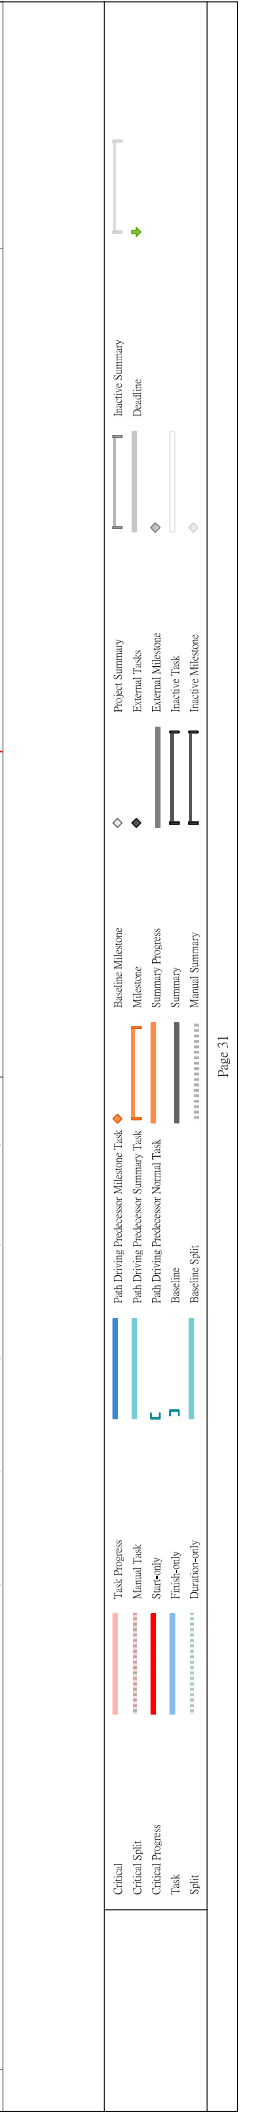 Critical
Critical Split
Critical Progress
Task
Split
Task Progress
Manual Task
Start-only
Finish-only
Duration-only
Path Driving Predecessor Milestone Task
Path Driving Predecessor Summary Task
Path Driving Predecessor Normal Task
Baseline
Baseline Split
Baseline Milestone
Milestone
Summary Progress
Summary
Manual Summary
Project Summary
External Tasks
External Milestone
Inactive Task
Inactive Milestone
Inactive Summary
Deadline
Page 31